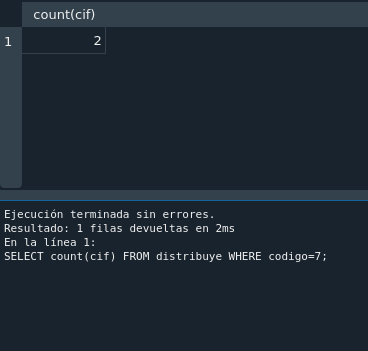 count(cif)
1 2
Ejecución terminada sin errores.
Resultado: 1 filas devueltas en 2ms
En la línea 1:
SELECT count(cif) FROM distribuye WHERE codigo=7;